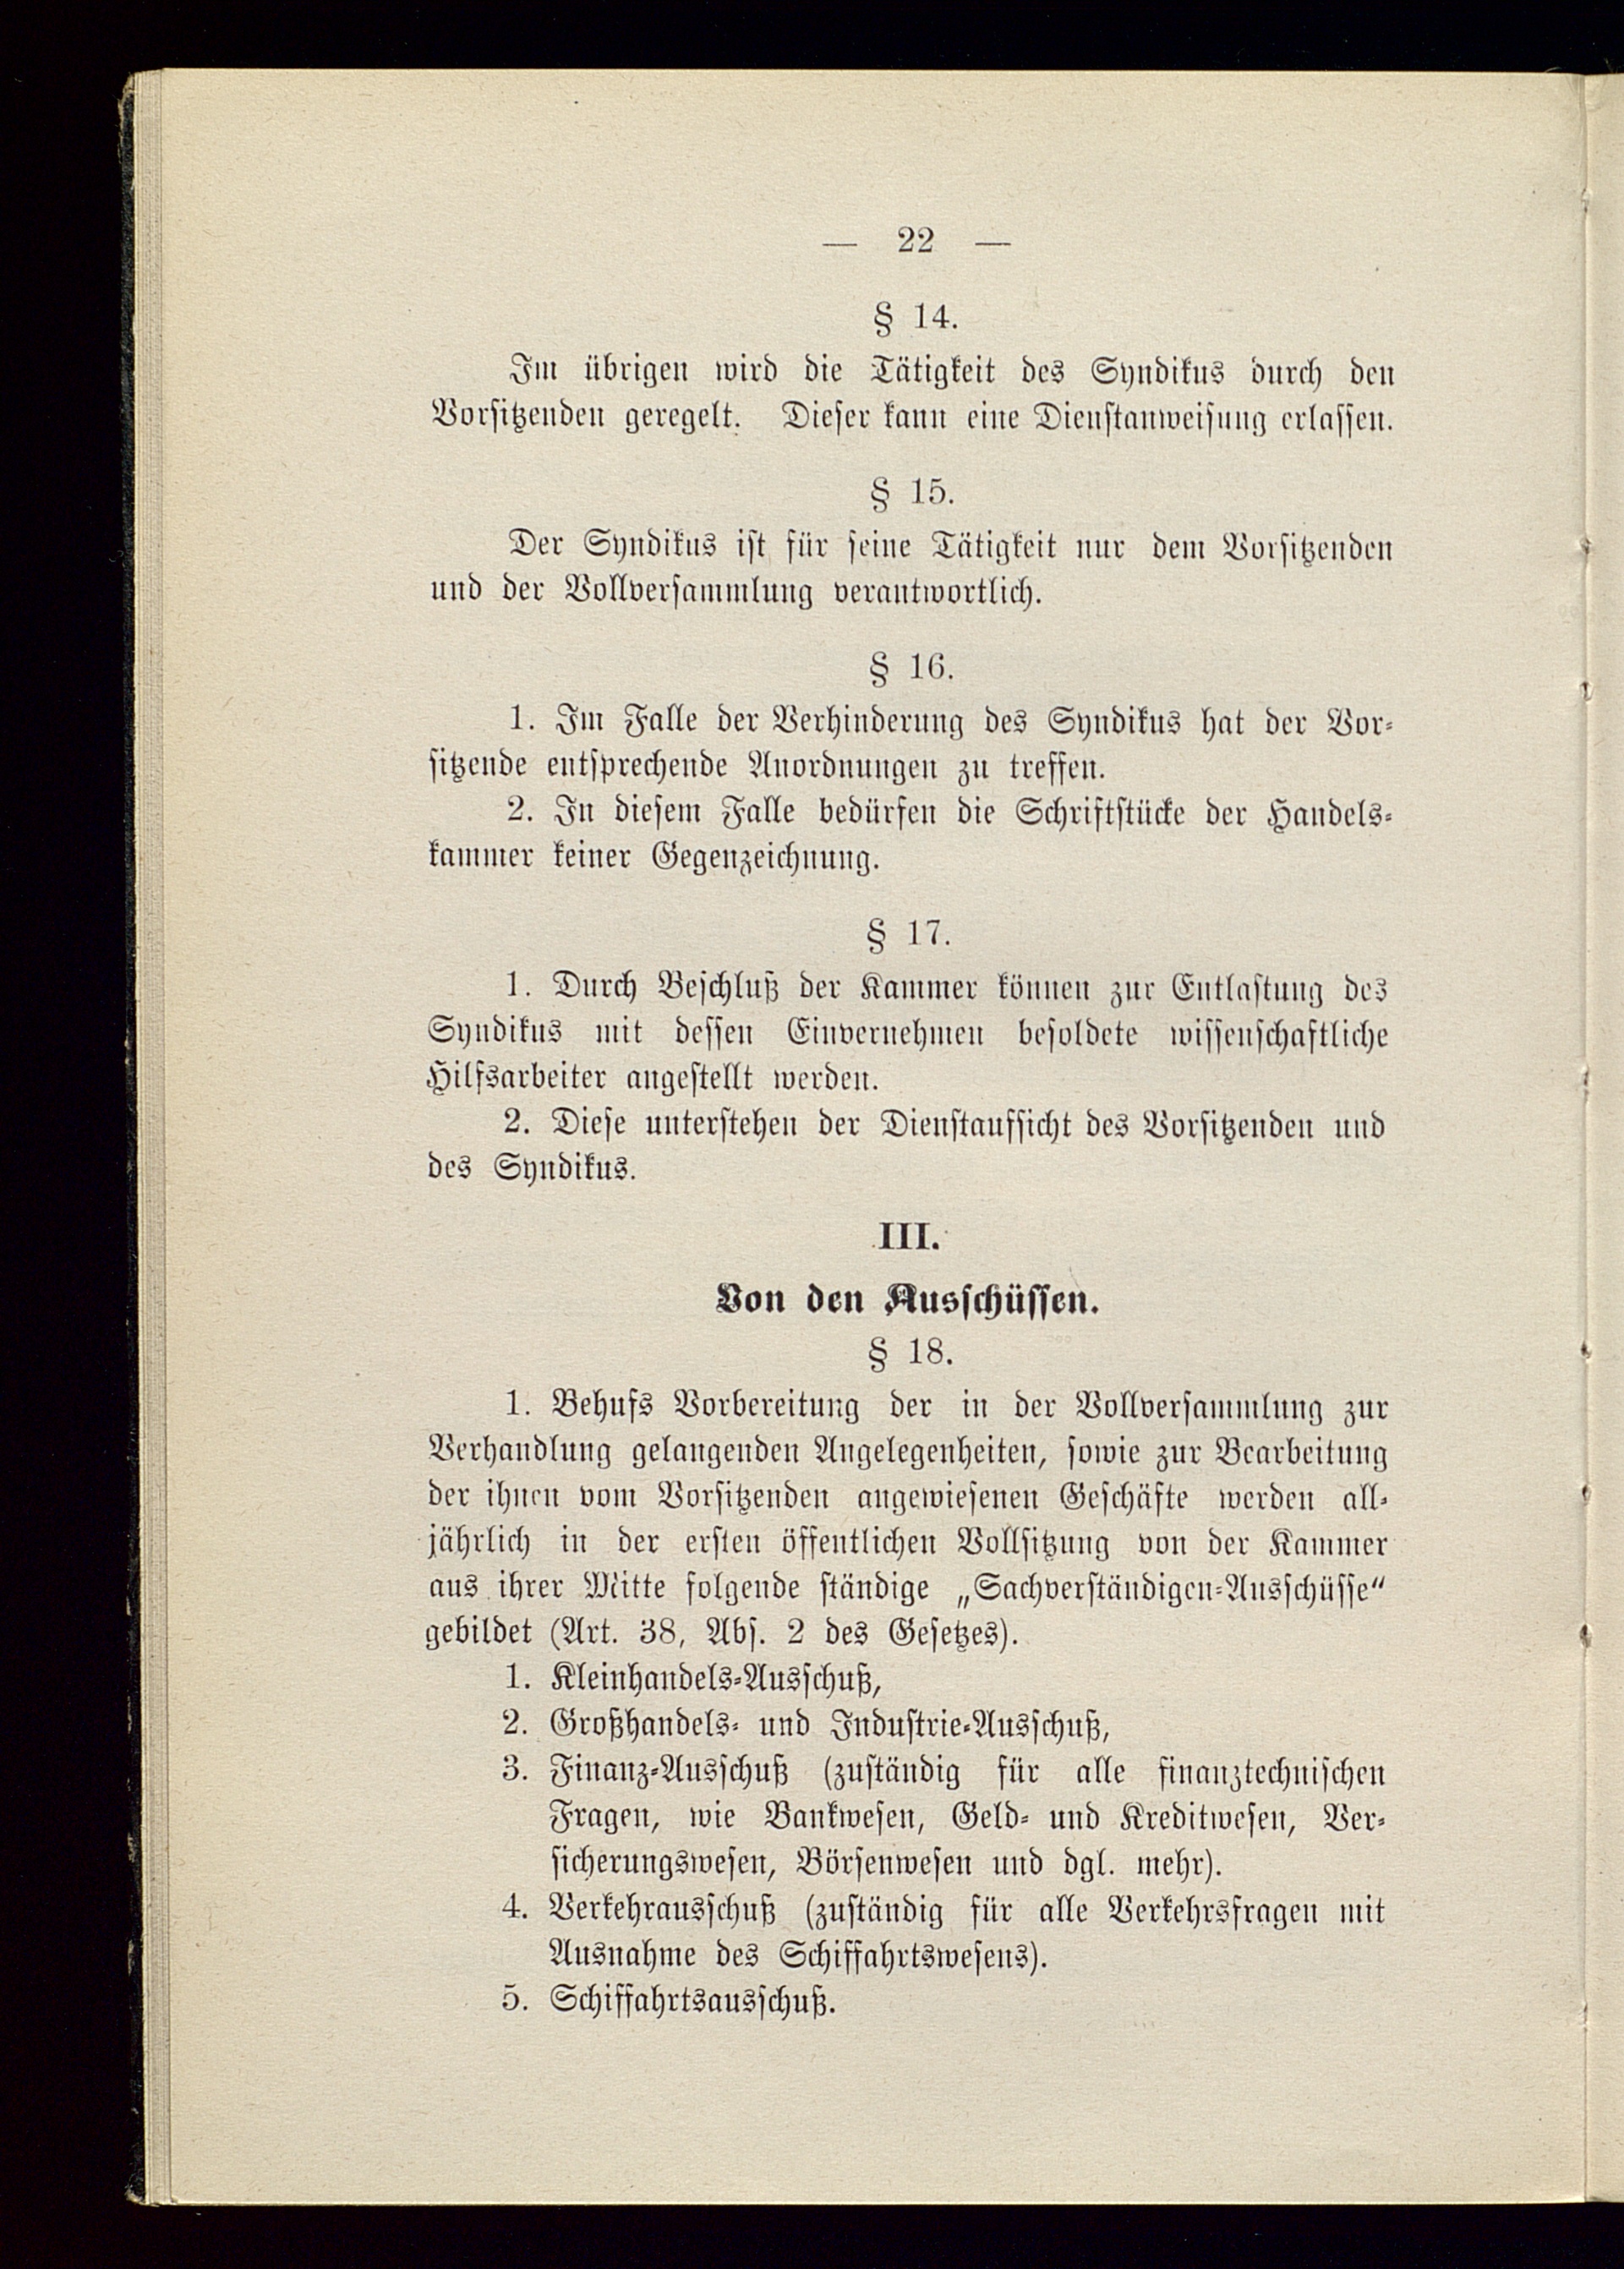 — 22 —
§ 14.
Im übrigen wird die Tätigkeit des Syndikus durch den
Vorsitzenden geregelt. Dieser kann eine Dienstanweisung erlassen.
§ 15.
Der Syndikus ist für seine Tätigkeit nur dem Vorsitzenden
und der Vollversammlung verantwortlich.
§ 16.
1. Im Falle der Verhinderung des Syndikus hat der Vor-
sitzende entsprechende Anordnungen zu treffen.
2. In diesem Falle bedürfen die Schriftstücke der Handels-
kammer keiner Gegenzeichnung.
§ 17.
1. Durch Beschluß der Kammer können zur Entlastung des
Syndikus mit dessen Einvernehmen besoldete wissenschaftliche
Hilfsarbeiter angestellt werden.
2. Diese unterstehen der Dienstaufsicht des Vorsitzenden und
des Syndikus.
III.
Von den Ausschüssen.
§ 18.
1. Behufs Vorbereitung der in der Vollversammlung zur
Verhandlung gelangenden Angelegenheiten, sowie zur Bearbeitung
der ihnen vom Vorsitzenden angewiesenen Geschäfte werden all-
jährlich in der ersten öffentlichen Vollsitzung von der Kammer
aus ihrer Mitte folgende ständige „Sachverständigen-Ausschüsse“
gebildet (Art. 38, Abs. 2 des Gesetzes).
1. Kleinhandels-Ausschuß,
2. Großhandels- und Industrie-Ausschuß,
3. Finanz-Ausschuß (zuständig für alle finanztechnischen
Fragen, wie Bankwesen, Geld- und Kreditwesen, Ver-
sicherungswesen, Börsenwesen und dgl. mehr).
4. Verkehrausschuß (zuständig für alle Verkehrsfragen mit
Ausnahme des Schiffahrtswesens).
5. Schiffahrtsausschuß.